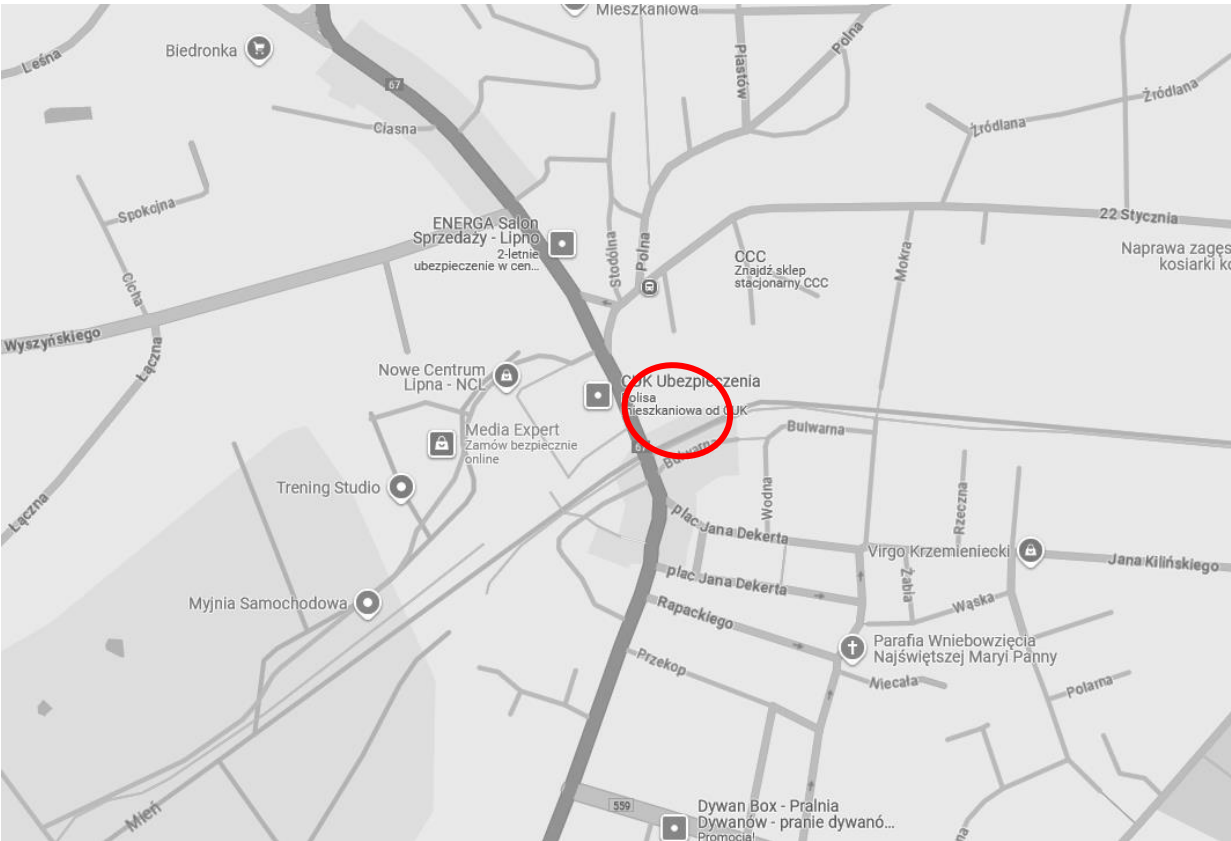 Mieszkaniowa
Biedronka
Leśna
Polna
Piastów
67
Źródlana
Ciasna
Źródlana
Spokojna
22 Stycznia
ENERGA Salon
Sprzedaży - Lipno
2-letnie
ubezpieczenie w cen...
Stodólna
Polna
Mokra
Naprawa zagęs
kosiarki ko
CCC
Znajdź sklep
stacjonarny CCC
Cicha
Wyszyńskiego
Łączna
Nowe Centrum
Lipna - NCL
CUK Ubezpieczenia
Polisa
mieszkaniowa od CUK
Media Expert
Zamów bezpiecznie
online
67
Bulwarna
Bulwarna
Trening Studio
Łączna
Wodna
Rzeczna
plac Jana Dekerta
Virgo Krzemieniecki
Jana Kilińskiego
plac Jana Dekerta
Żabia
Wąska
Myjnia Samochodowa
Rapackiego
Parafia Wniebowzięcia
Najświętszej Maryi Panny
Przekop
Niecała
Polarna
Mień
559
Dywan Box - Pralnia
Dywanów - pranie dywanó...
Promocja!
na